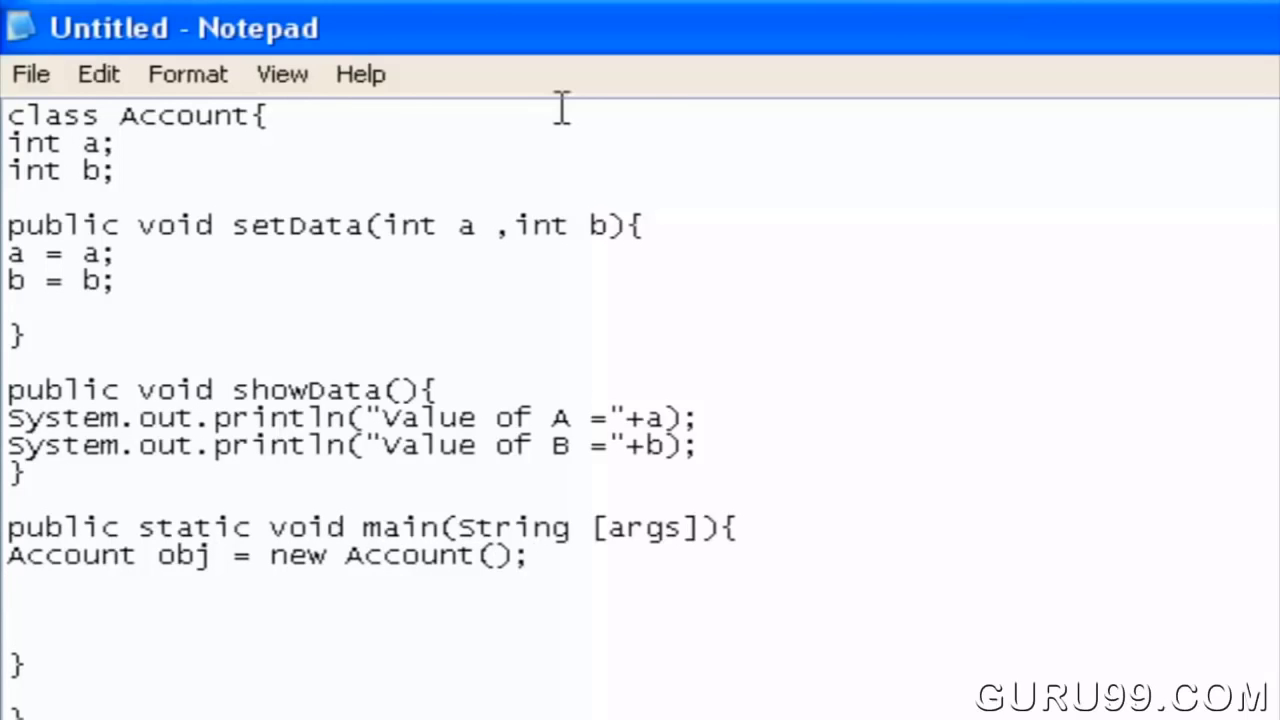 Untitled - Notepad
File Edit Format View Help
class Account{
int a;
int b;
public void setData(int a ,int b){
a = a;
b = b;
}
public void showData(){
System.out.println("Value of A ="+a);
System.out.println("Value of B ="+b);
}
public static void main(String [args]){
Account obj = new Account();
}
}
GURU99.COM